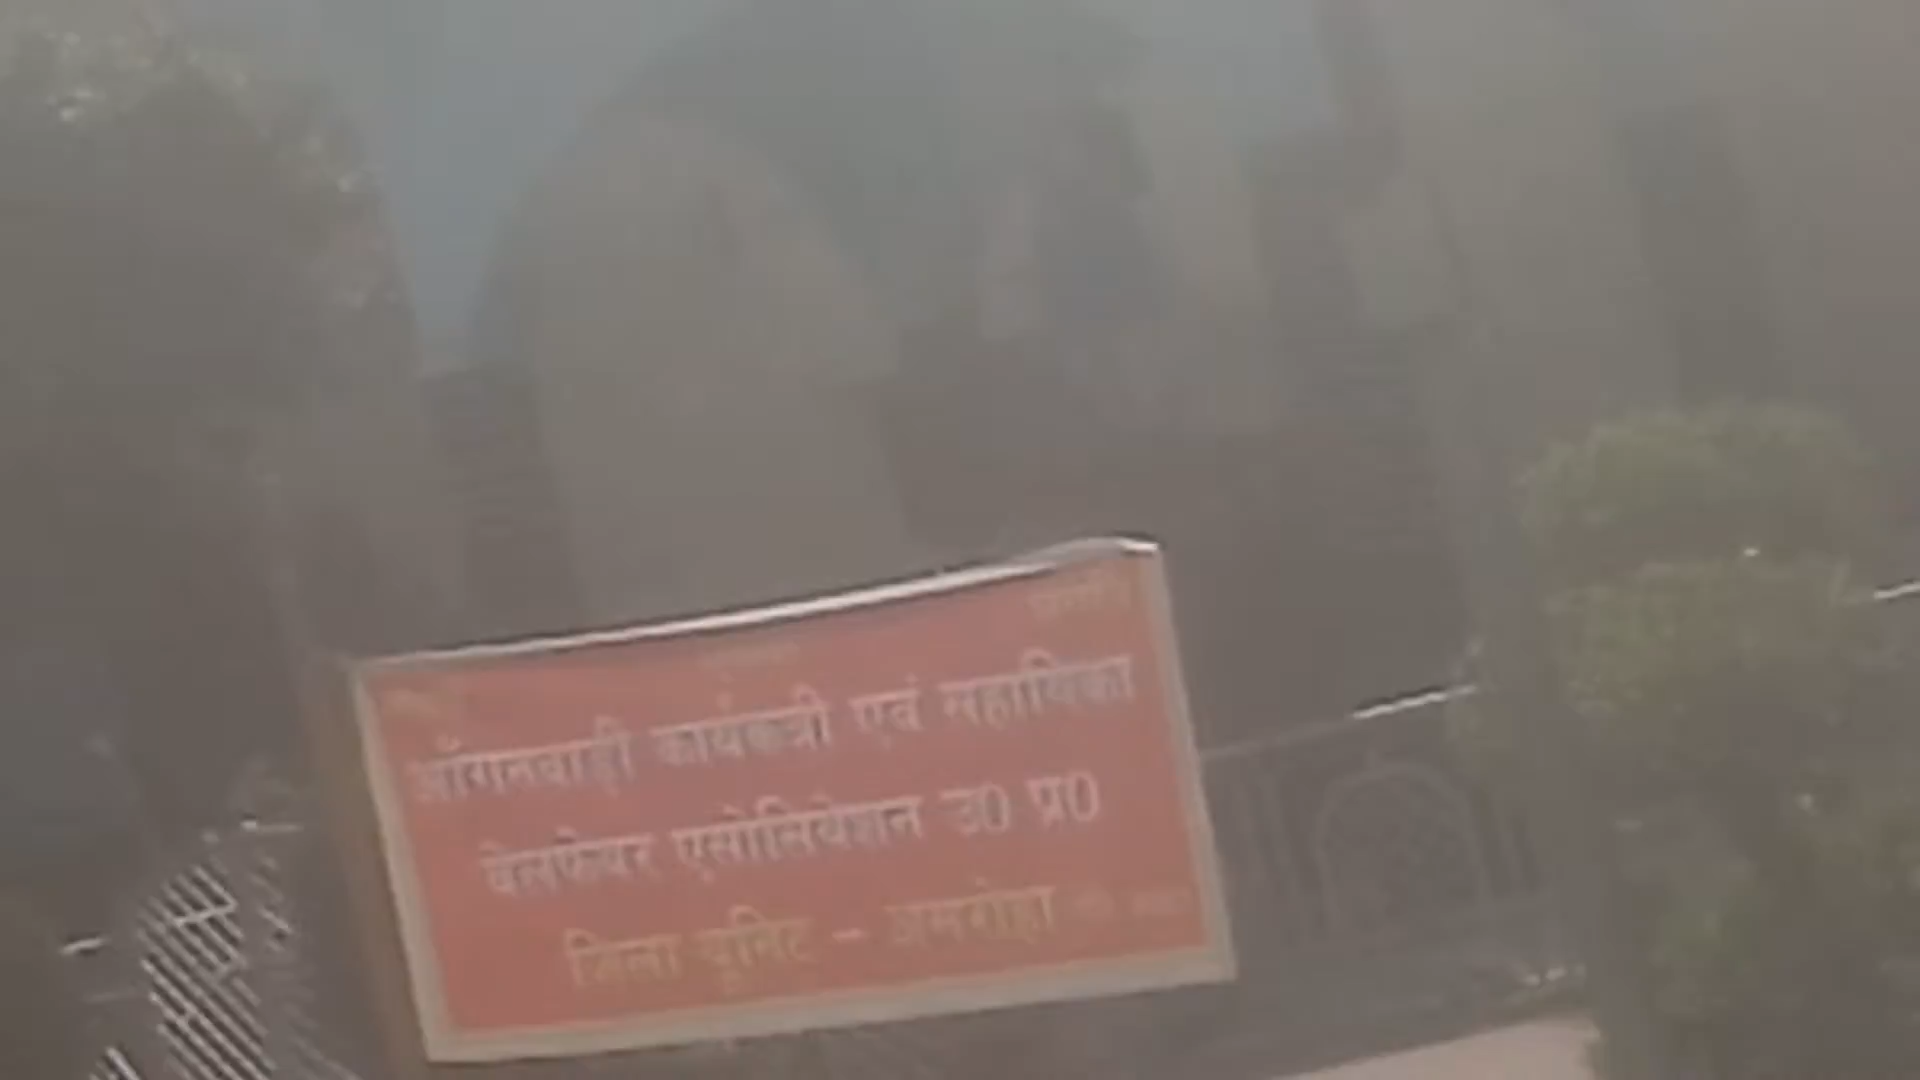 आँगनवाड़ी कार्यकत्री एवं सहायिका
वेलफेयर एसोसियेशन उ0 प्र0
जिला यूनिट - अमरोहा